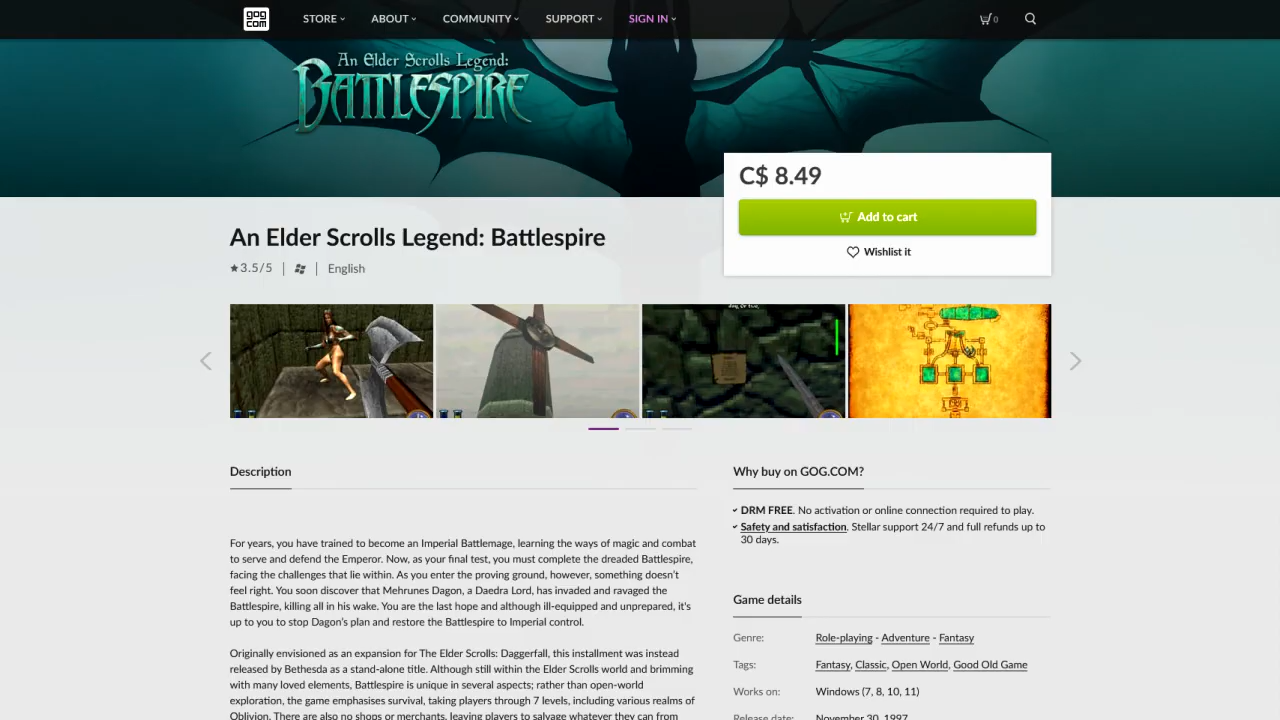 gog
com
STORE
ABOUT
COMMUNITY
SUPPORT
SIGN IN
0
An Elder Scrolls Legend:
BATTLESPIRE
C$ 8.49
Add to cart
Wishlist it
An Elder Scrolls Legend: Battlespire
3.5/5
English
Description
For years, you have trained to become an Imperial Battlemage, learning the ways of magic and combat
to serve and defend the Emperor. Now, as your final test, you must complete the dreaded Battlespire,
facing the challenges that lie within. As you enter the proving ground, however, something doesn't
feel right. You soon discover that Mehrunes Dagon, a Daedra Lord, has invaded and ravaged the
Battlespire, killing all in his wake. You are the last hope and although ill-equipped and unprepared, it's
up to you to stop Dagon's plan and restore the Battlespire to Imperial control.
Originally envisioned as an expansion for The Elder Scrolls: Daggerfall, this installment was instead
released by Bethesda as a stand-alone title. Although still within the Elder Scrolls world and brimming
with many loved elements, Battlespire is unique in several aspects; rather than open-world
exploration, the game emphasises survival, taking players through 7 levels, including various realms of
Oblivion. There are also no shops or merchants, leaving players to salvage whatever they can from
Why buy on GOG.COM?
DRM FREE. No activation or online connection required to play.
Safety and satisfaction. Stellar support 24/7 and full refunds up to
30 days.
Game details
Genre: Role-playing - Adventure - Fantasy
Tags: Fantasy, Classic, Open World, Good Old Game
Works on: Windows (7, 8, 10, 11)
Release date: November 30, 1997